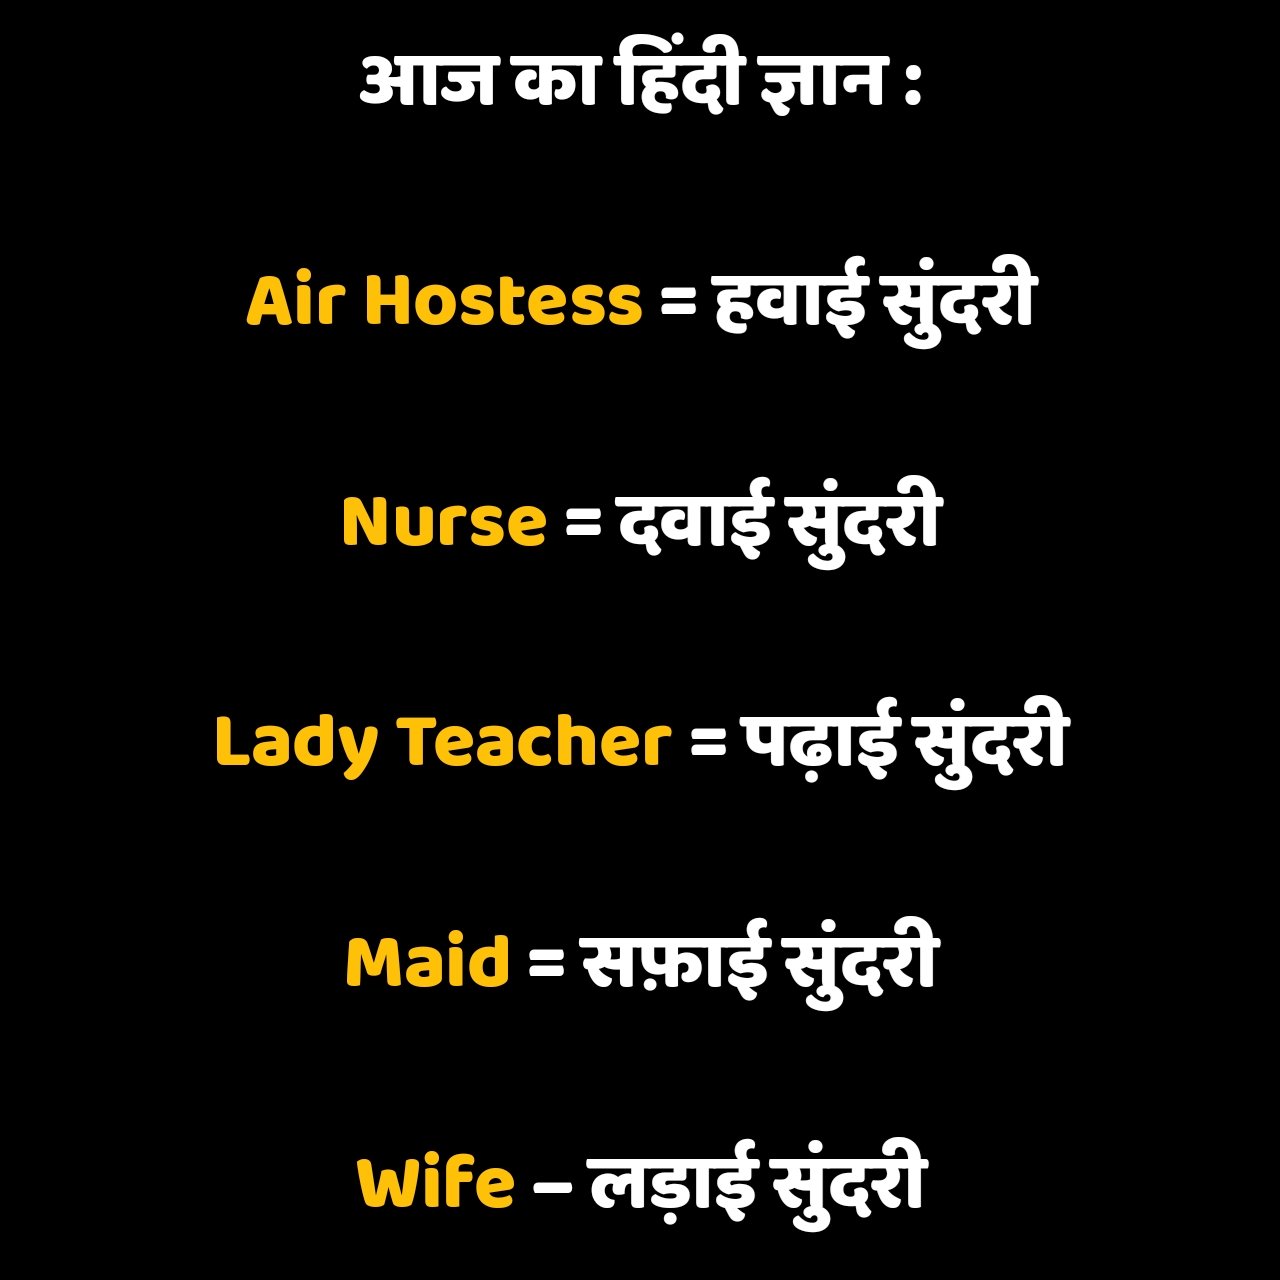 आज का हिंदी ज्ञान :
Air Hostess = हवाई सुंदरी
Nurse = दवाई सुंदरी
Lady Teacher = पढ़ाई सुंदरी
Maid = सफ़ाई सुंदरी
Wife – लड़ाई सुंदरी